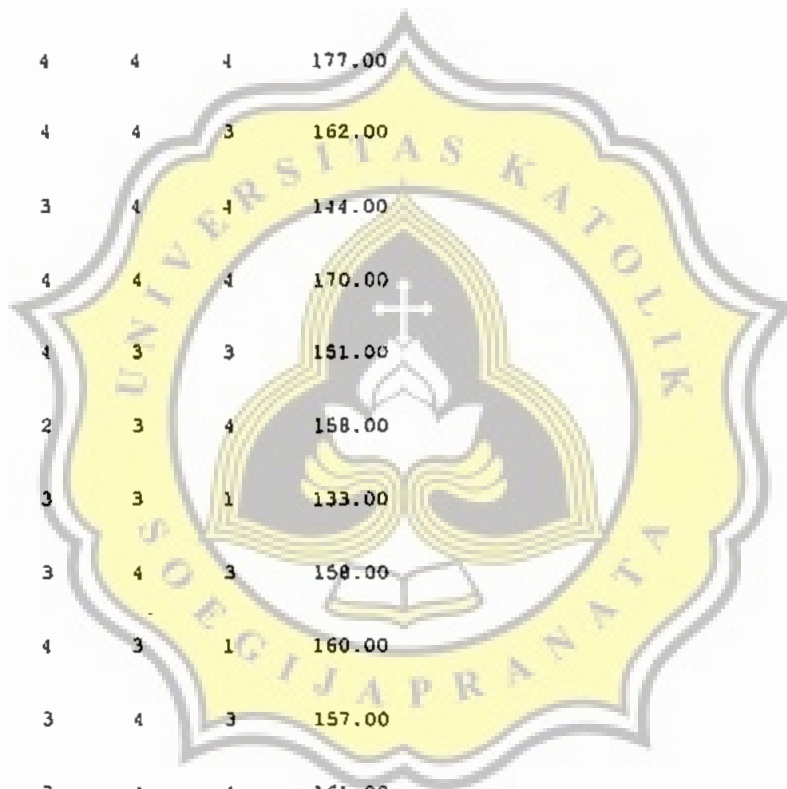 4 4 4 177.00
4 4 3 162.00
3 4 4 144.00
4 4 4 170.00
4 3 3 151.00
2 3 4 158.00
3 3 1 133.00
3 4 3 158.00
4 3 1 160.00
3 4 3 157.00
UNIVERSITAS KATOLIK
SOEGIJAPRANATA